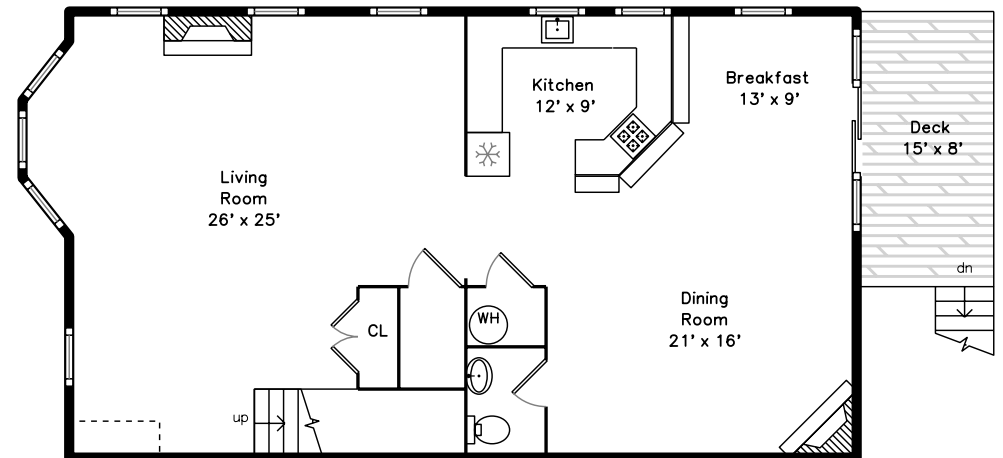 Kitchen
12' x 9'
Breakfast
13' x 9'
Deck
15' x 8'
Living
Room
26' x 25'
dn
Dining
Room
21' x 16'
WH
CL
up